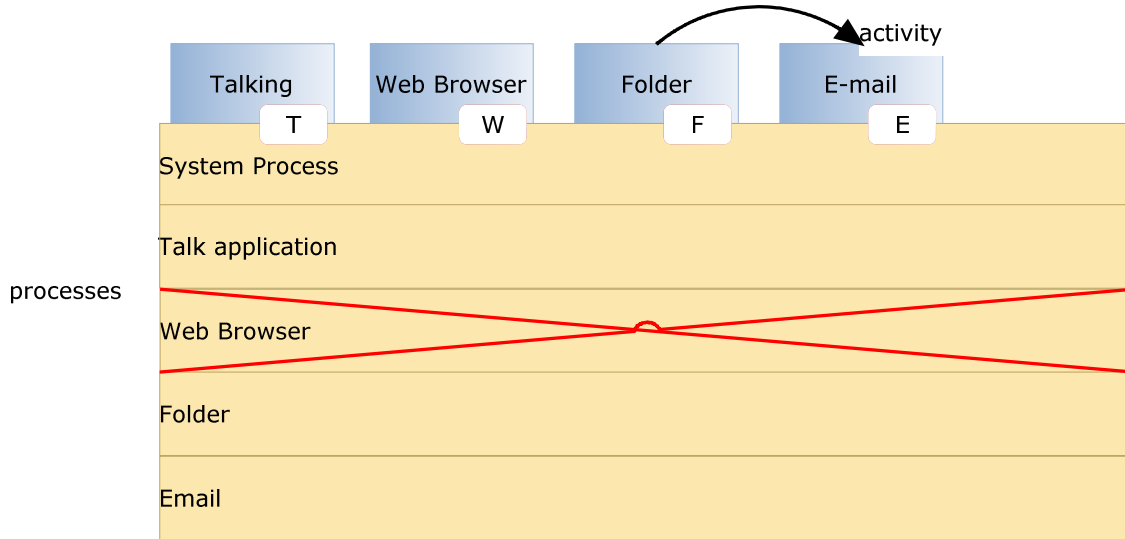 activity
Talking
Web Browser
Folder
E-mail
T
W
F
E
System Process
Talk application
processes
Web Browser
Folder
Email